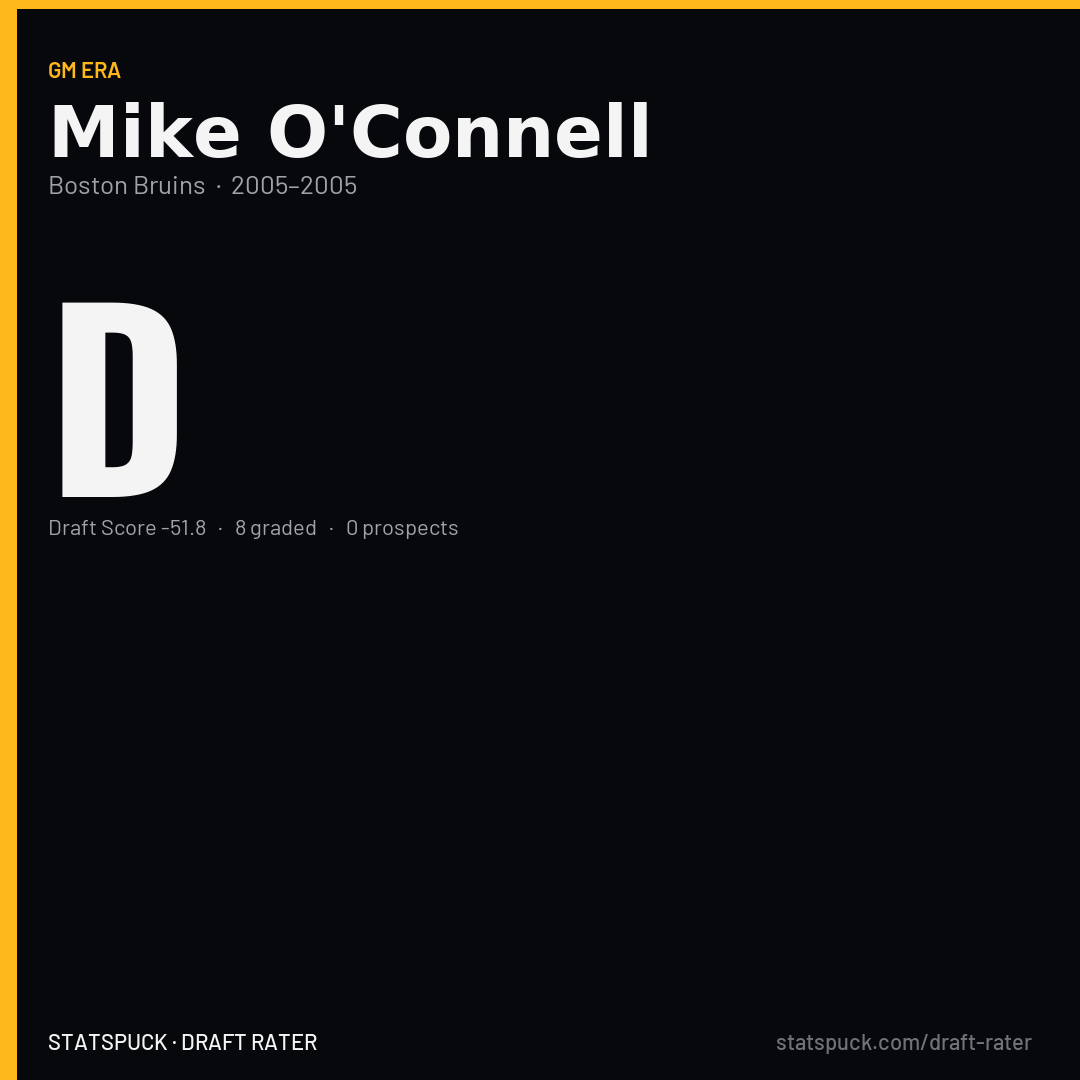 GM ERA
Mike O'Connell
Boston Bruins · 2005–2005
D
Draft Score -51.8 · 8 graded · 0 prospects
STATSPUCK · DRAFT RATER
statspuck.com/draft-rater